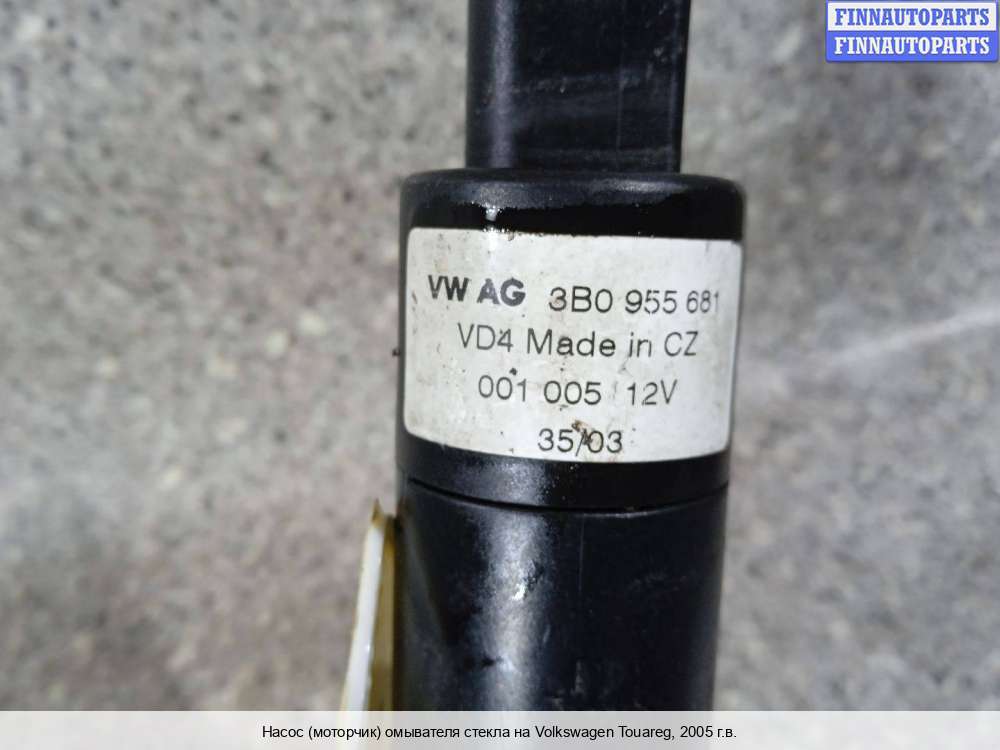 FINNAUTOPARTS
FINNAUTOPARTS
VW AG 3B0 955 681
VD4 Made in CZ
001 005 12V
35/03
Насос (моторчик) омывателя стекла на Volkswagen Touareg, 2005 г.в.